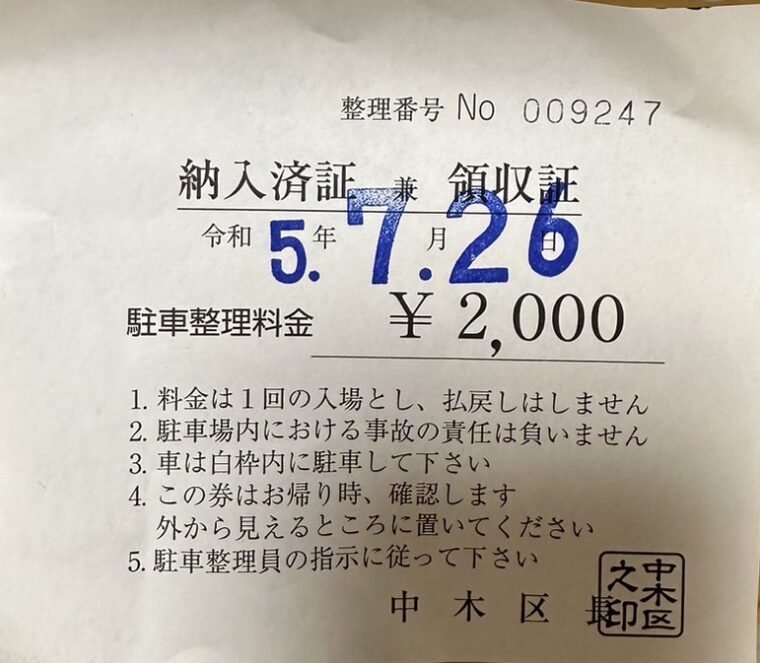 整理番号 No 009247
納入済証 兼 領収証
令和 5.年 7.月 26日
駐車整理料金 ¥ 2,000
1. 料金は1回の入場とし、払戻しはしません
2. 駐車場内における事故の責任は負いません
3. 車は白枠内に駐車して下さい
4. この券はお帰り時、確認します
外から見えるところに置いてください
5. 駐車整理員の指示に従って下さい
中木区長
中木区
之印